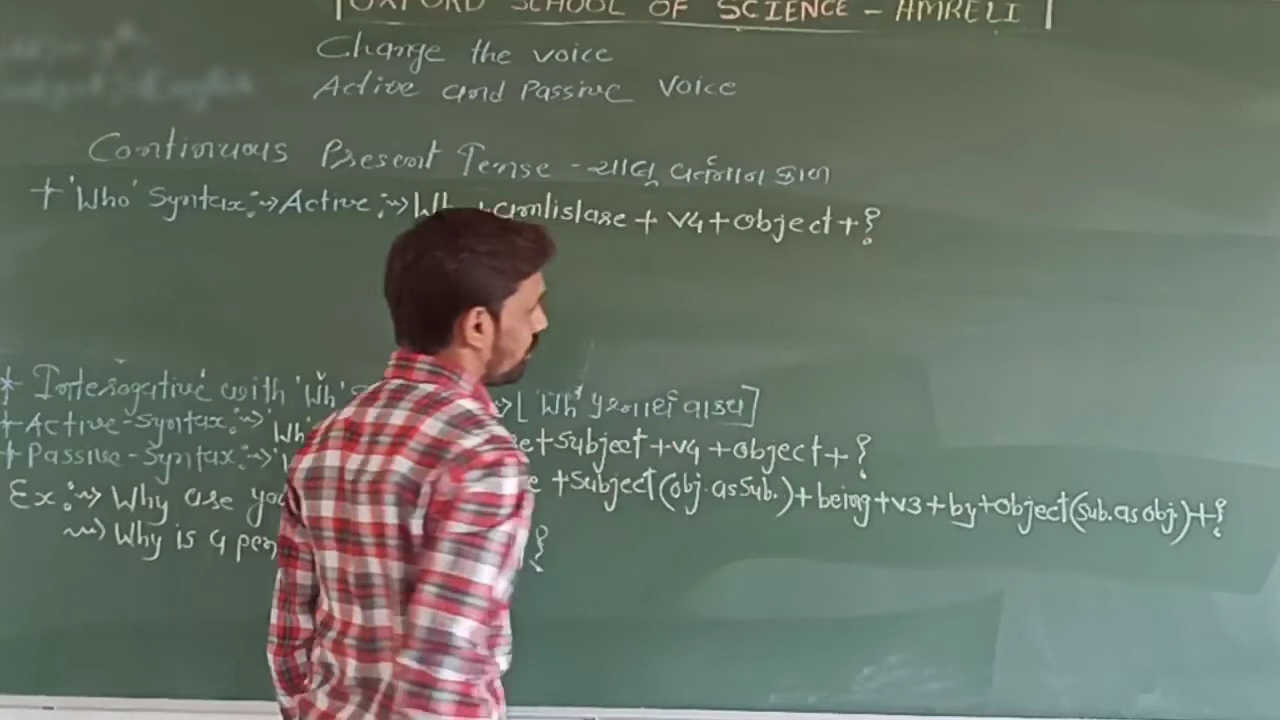 OXFORD SCHOOL OF SCIENCE - AMRELI
Change the voice
Active and Passive Voice
Continuous Present Tense - ચાલુ વર્તમાન કાળ
+ 'Who' Syntax:→Active:→Wh +am/is/are + V4+object+?
* Interogative with 'Wh' → ['Wh' પ્રશ્નાર્થ વાક્ય]
+Active-Syntax:→'Wh' e+subject+v4+object+?
+Passive-Syntax:→ e +subject(obj.as sub.)+being+v3+by+object(sub.as obj.)+?
Ex:→ Why are you
→ Why is a pen ?